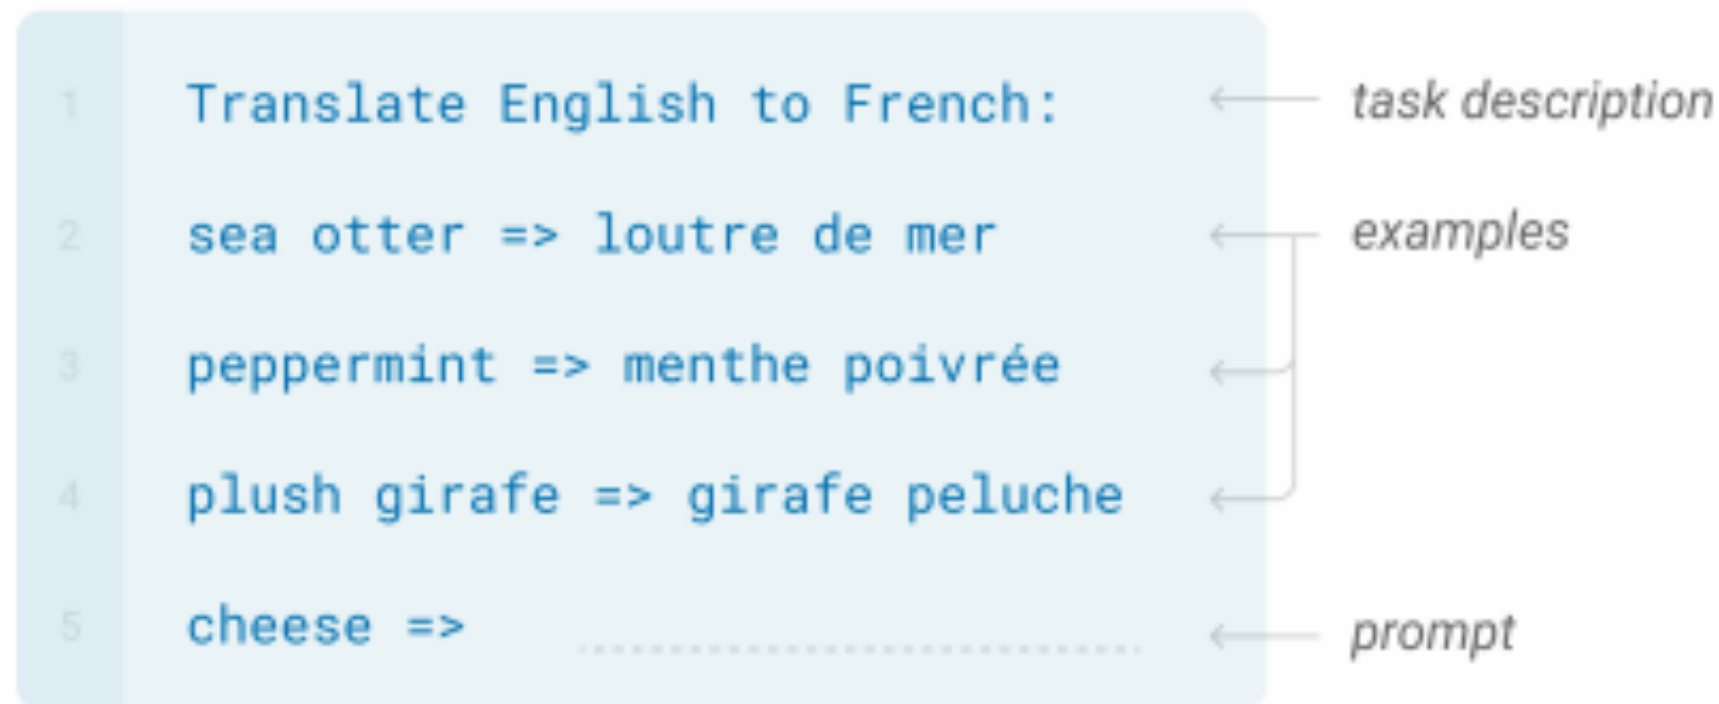 1 Translate English to French: task description
2 sea otter => loutre de mer examples
3 peppermint => menthe poivrée
4 plush girafe => girafe peluche
5 cheese => prompt